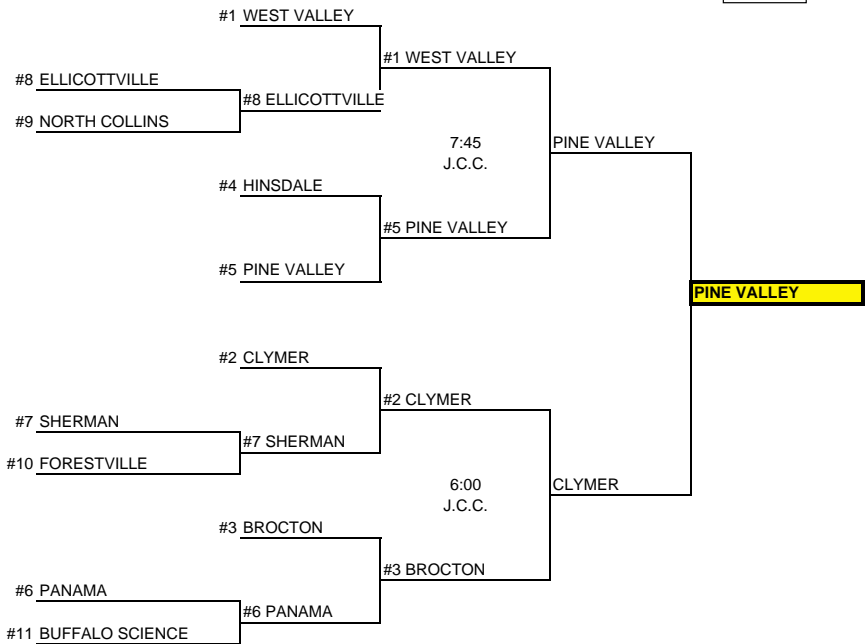 #1 WEST VALLEY
#1 WEST VALLEY
#8 ELLICOTTVILLE
#8 ELLICOTTVILLE
#9 NORTH COLLINS
7:45
J.C.C.
PINE VALLEY
#4 HINSDALE
#5 PINE VALLEY
#5 PINE VALLEY
PINE VALLEY
#2 CLYMER
#2 CLYMER
#7 SHERMAN
#7 SHERMAN
#10 FORESTVILLE
6:00
J.C.C.
CLYMER
#3 BROCTON
#3 BROCTON
#6 PANAMA
#6 PANAMA
#11 BUFFALO SCIENCE